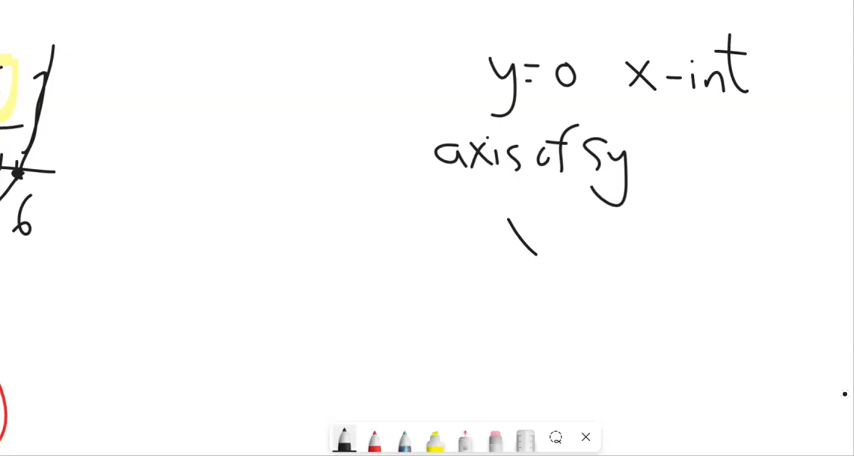 y=0 x-int
axis of sy
6